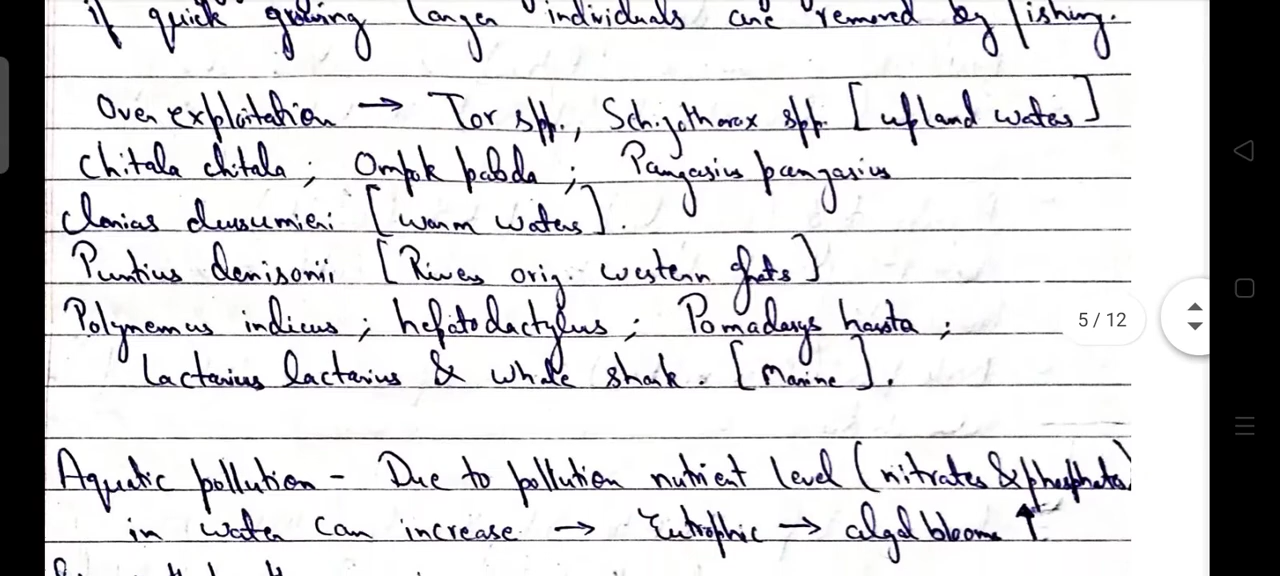 if quick growing larger individuals are removed by fishing.
Over exploitation → Tor spp., Schizothorax spp. [upland waters]
Chitala chitala ; Ompok pabda ; Pangasius pangasius
Clarias dussumieri [warm waters].
Puntius denisonii [Rivers orig. western ghats]
Polynemus indicus ; heptadactylus ; Pomadasys hasta ;
Lactarius lactarius & whale shark. [Marine].
5 / 12
Aquatic pollution - Due to pollution nutrient level (nitrates & phosphates)
in water can increase → Eutrophic → algal blooms ↑